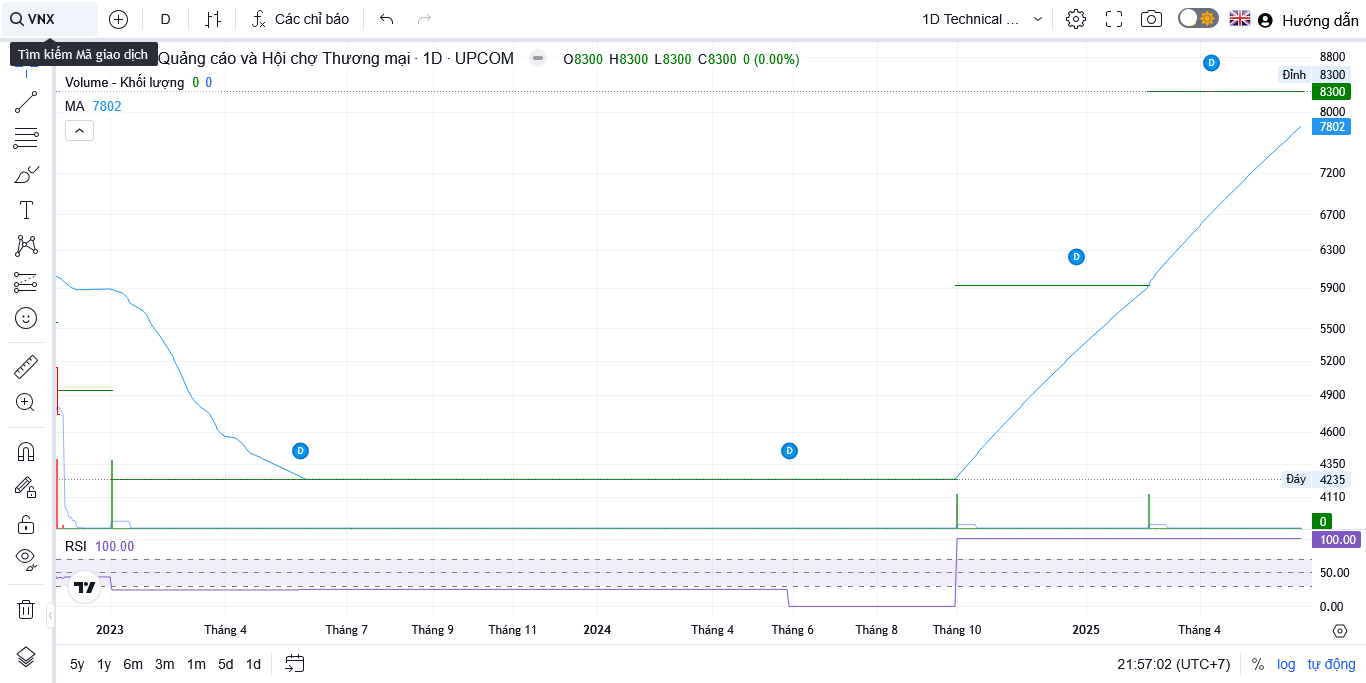 VNX
D
Các chỉ báo
1D Technical ...
Hướng dẫn
Tìm kiếm Mã giao dịch
Quảng cáo và Hội chợ Thương mại · 1D · UPCOM
O8300 H8300 L8300 C8300 0 (0.00%)
Volume - Khối lượng 0 0
MA 7802
D
D
D
D
8800
Đỉnh 8300
8300
8000
7802
7200
6700
6300
5900
5500
5200
4900
4600
4350
Đáy 4235
4110
0
RSI 100.00
100.00
50.00
0.00
2023 Tháng 4 Tháng 7 Tháng 9 Tháng 11 2024 Tháng 4 Tháng 6 Tháng 8 Tháng 10 2025 Tháng 4
5y 1y 6m 3m 1m 5d 1d
21:57:02 (UTC+7) % log tự động